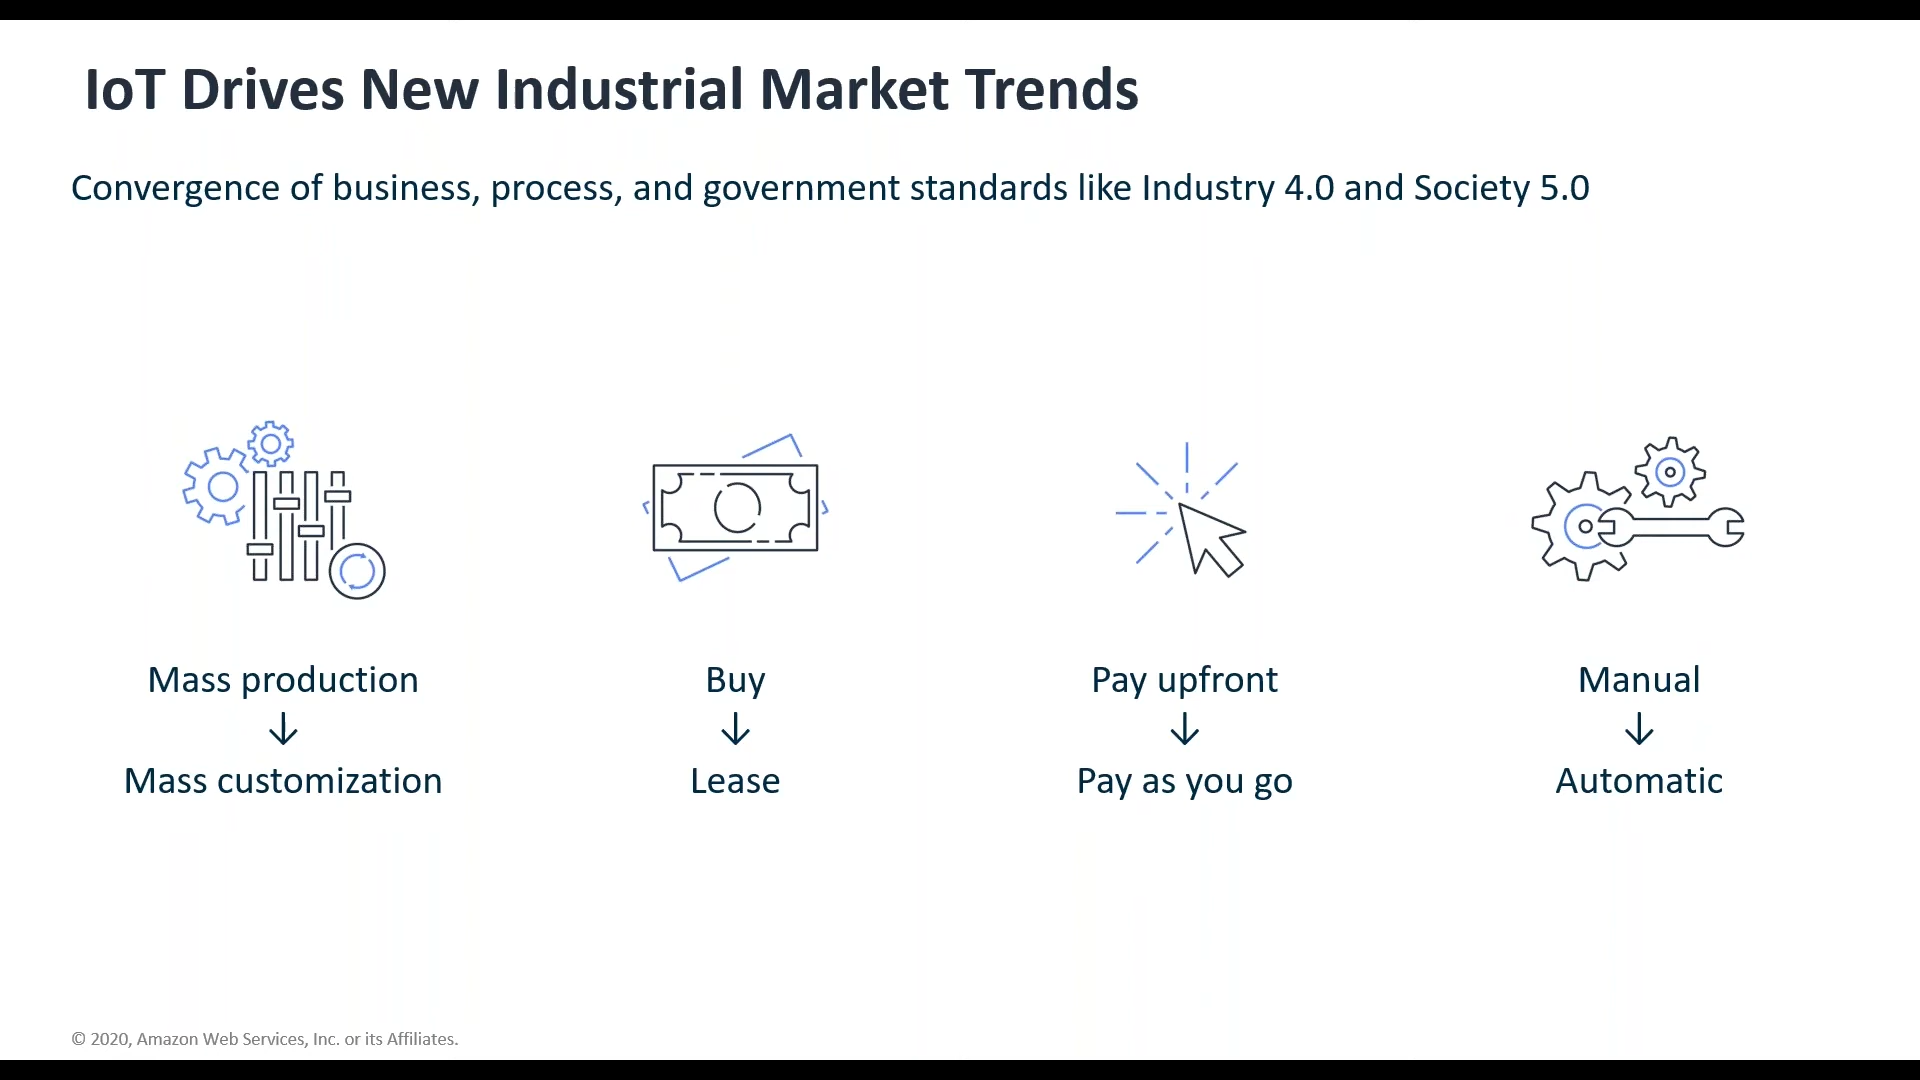 IoT Drives New Industrial Market Trends
Convergence of business, process, and government standards like Industry 4.0 and Society 5.0
Mass production
↓
Mass customization
Buy
↓
Lease
Pay upfront
↓
Pay as you go
Manual
↓
Automatic
© 2020, Amazon Web Services, Inc. or its Affiliates.